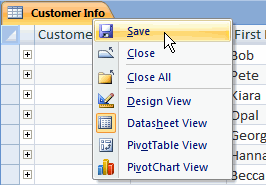 Customer Info
Custome
First
Save
Bob
Close
Pete
Kiara
Close All
Opal
Design View
Georg
Datasheet View
Georg
PivotTable View
Hanna
PivotChart View
Becca